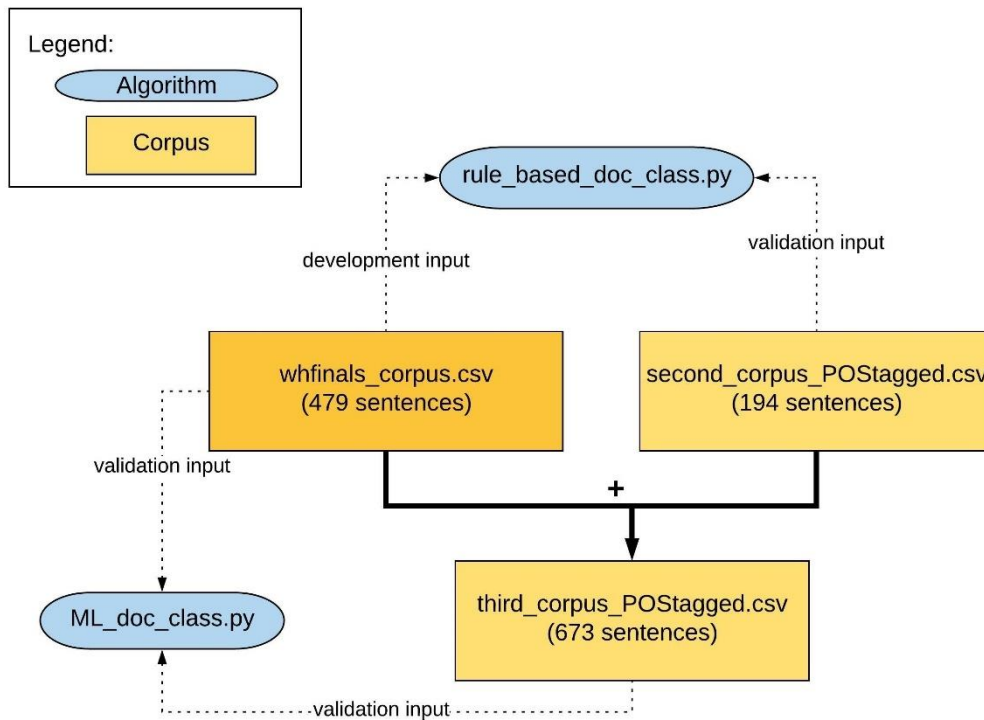 Legend:
Algorithm
Corpus
rule_based_doc_class.py
development input
validation input
whfinals_corpus.csv
(479 sentences)
second_corpus_POStagged.csv
(194 sentences)
validation input
+
ML_doc_class.py
third_corpus_POStagged.csv
(673 sentences)
validation input